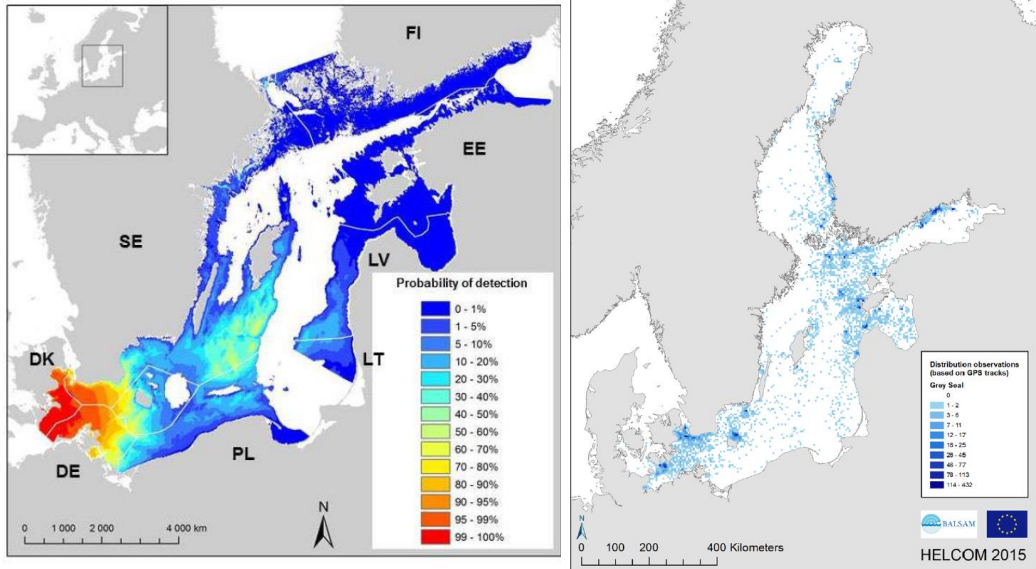 FI
EE
SE
LV
LT
DK
DE
PL
Probability of detection
0 - 1%
1 - 5%
5 - 10%
10 - 20%
20 - 30%
30 - 40%
40 - 50%
50 - 60%
60 - 70%
70 - 80%
80 - 90%
90 - 95%
95 - 99%
99 - 100%
0 1 000 2 000 4 000 km
N
Distribution observations
(based on GPS tracks)
Grey Seal
0
1 - 2
3 - 6
7 - 11
12 - 17
18 - 25
26 - 45
46 - 77
78 - 113
114 - 432
BALSAM
HELCOM 2015
N
0 100 200 400 Kilometers